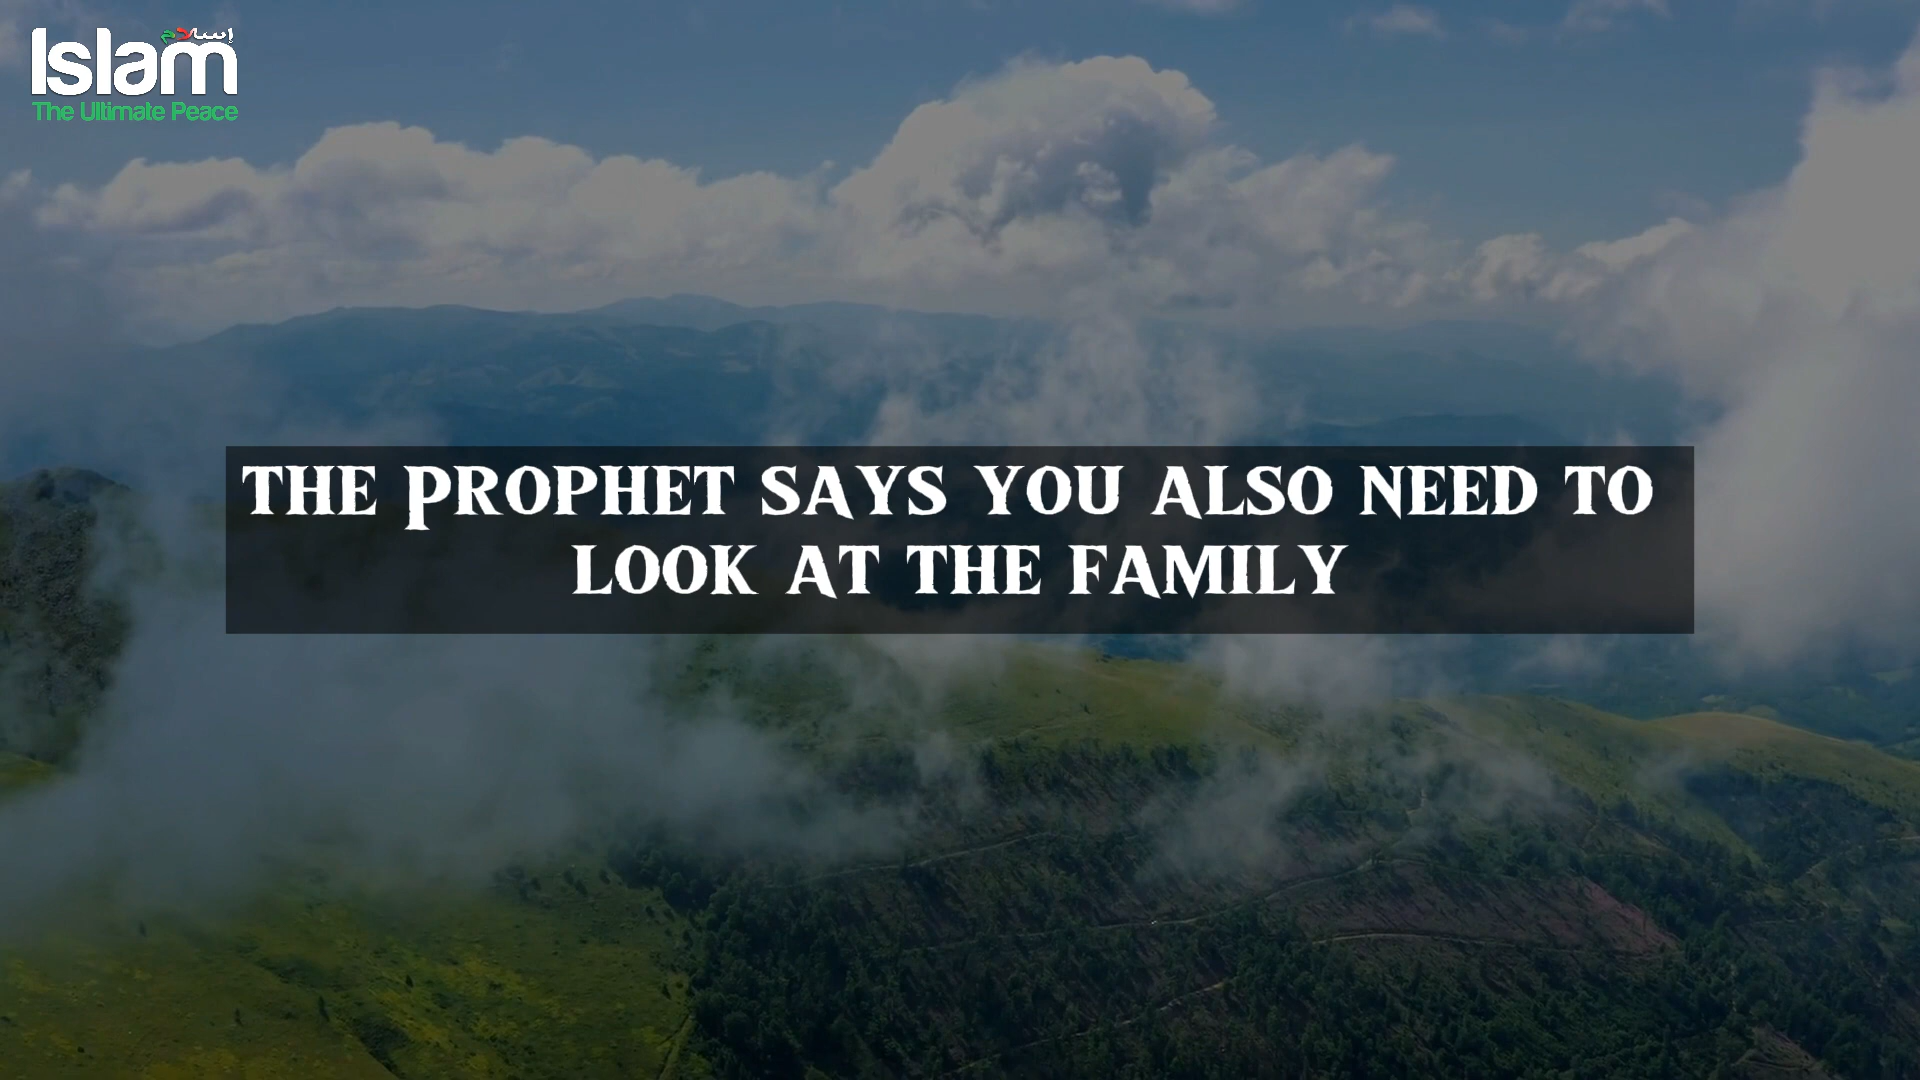 إسلام
Islam
The Ultimate Peace
THE PROPHET SAYS YOU ALSO NEED TO
LOOK AT THE FAMILY